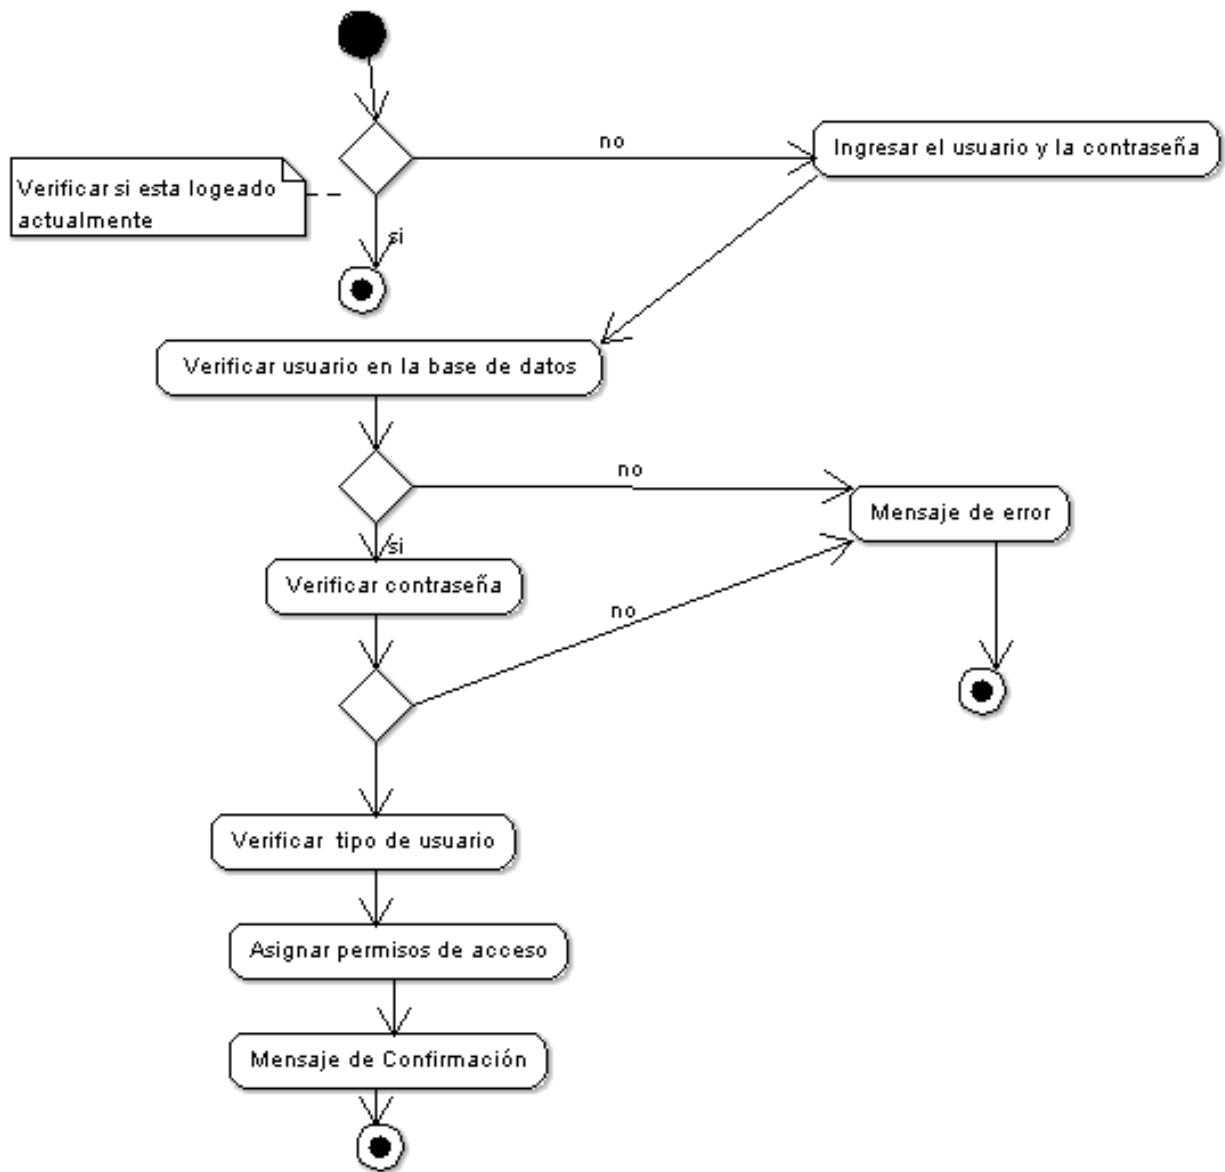 no
Ingresar el usuario y la contraseña
Verificar si esta logeado
actualmente
si
Verificar usuario en la base de datos
no
Mensaje de error
si
Verificar contraseña
no
Verificar tipo de usuario
Asignar permisos de acceso
Mensaje de Confirmación